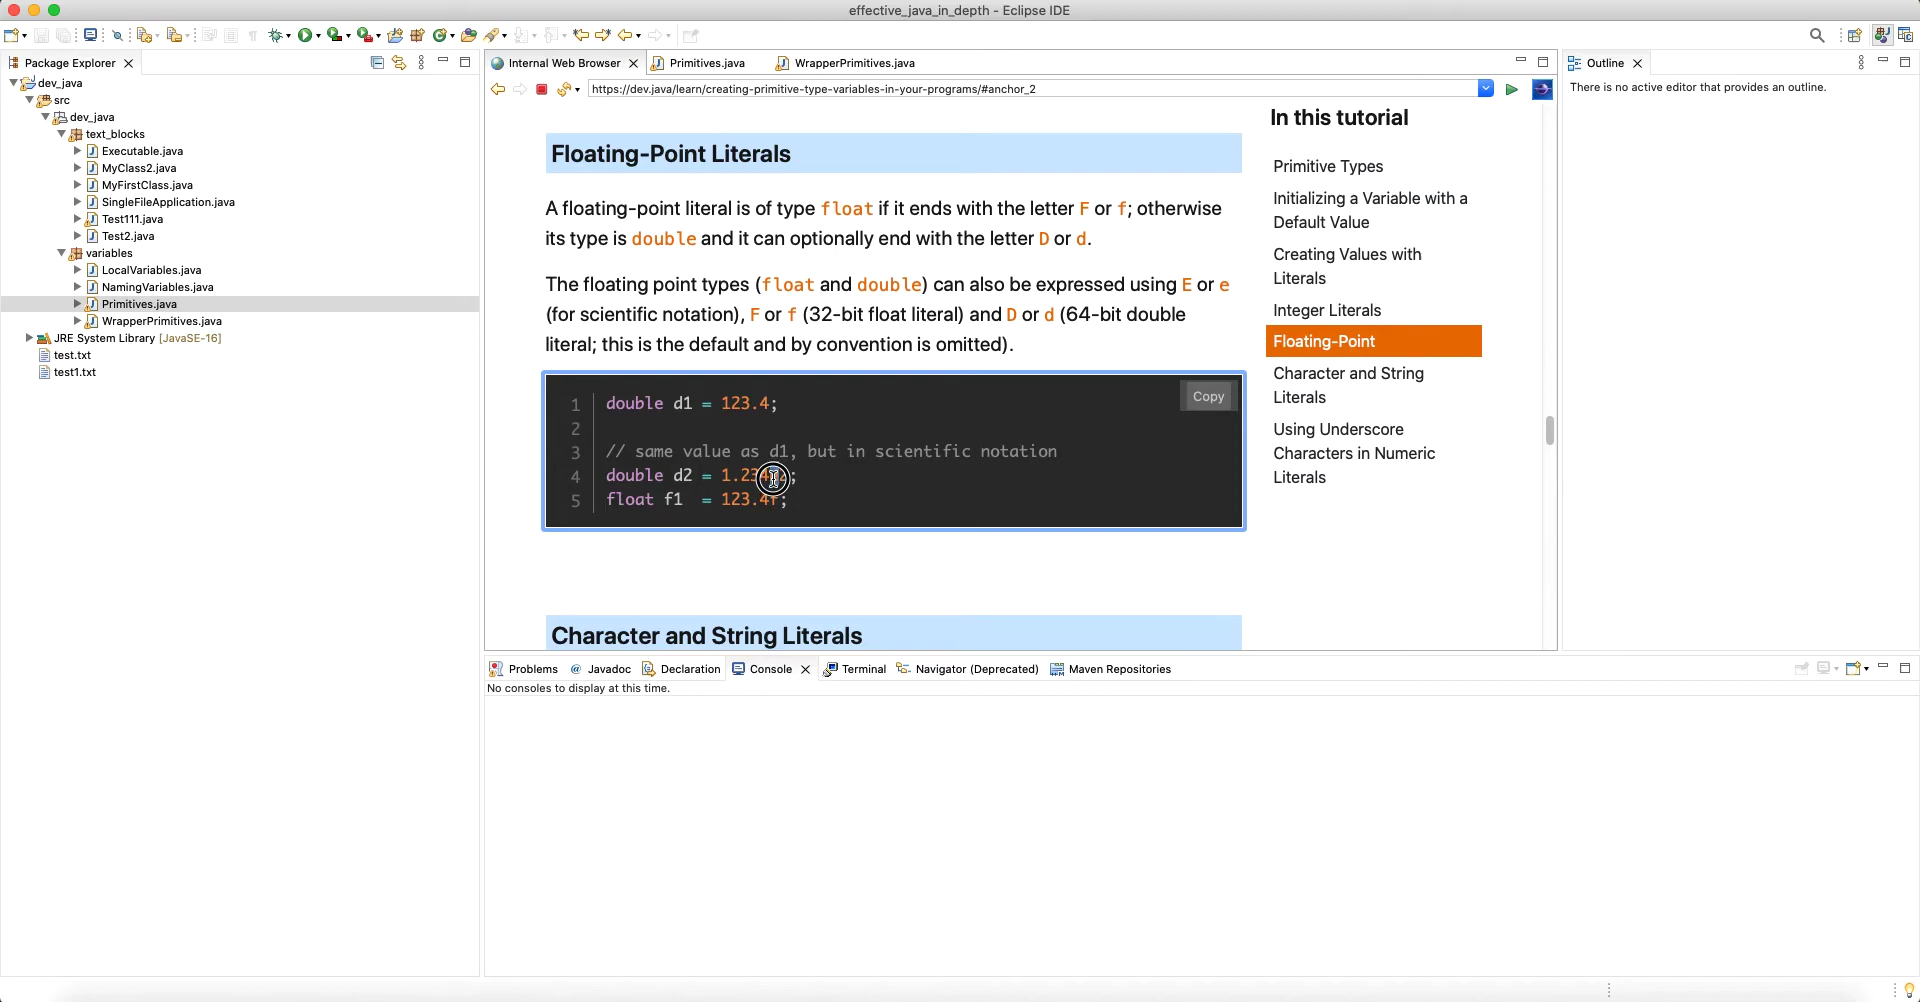 effective_java_in_depth - Eclipse IDE
Package Explorer
dev_java
src
dev_java
text_blocks
Executable.java
MyClass2.java
MyFirstClass.java
SingleFileApplication.java
Test111.java
Test2.java
variables
LocalVariables.java
NamingVariables.java
Primitives.java
WrapperPrimitives.java
JRE System Library [JavaSE-16]
test.txt
test1.txt
Internal Web Browser
Primitives.java
WrapperPrimitives.java
https://dev.java/learn/creating-primitive-type-variables-in-your-programs/#anchor_2
Floating-Point Literals
A floating-point literal is of type float if it ends with the letter F or f; otherwise
its type is double and it can optionally end with the letter D or d.
The floating point types (float and double) can also be expressed using E or e
(for scientific notation), F or f (32-bit float literal) and D or d (64-bit double
literal; this is the default and by convention is omitted).
Copy
1 double d1 = 123.4;
2
3 // same value as d1, but in scientific notation
4 double d2 =
5 float f1 = 123.4f;
Character and String Literals
In this tutorial
Primitive Types
Initializing a Variable with a
Default Value
Creating Values with
Literals
Integer Literals
Floating-Point
Character and String
Literals
Using Underscore
Characters in Numeric
Literals
Outline
There is no active editor that provides an outline.
Problems
Javadoc
Declaration
Console
Terminal
Navigator (Deprecated)
Maven Repositories
No consoles to display at this time.